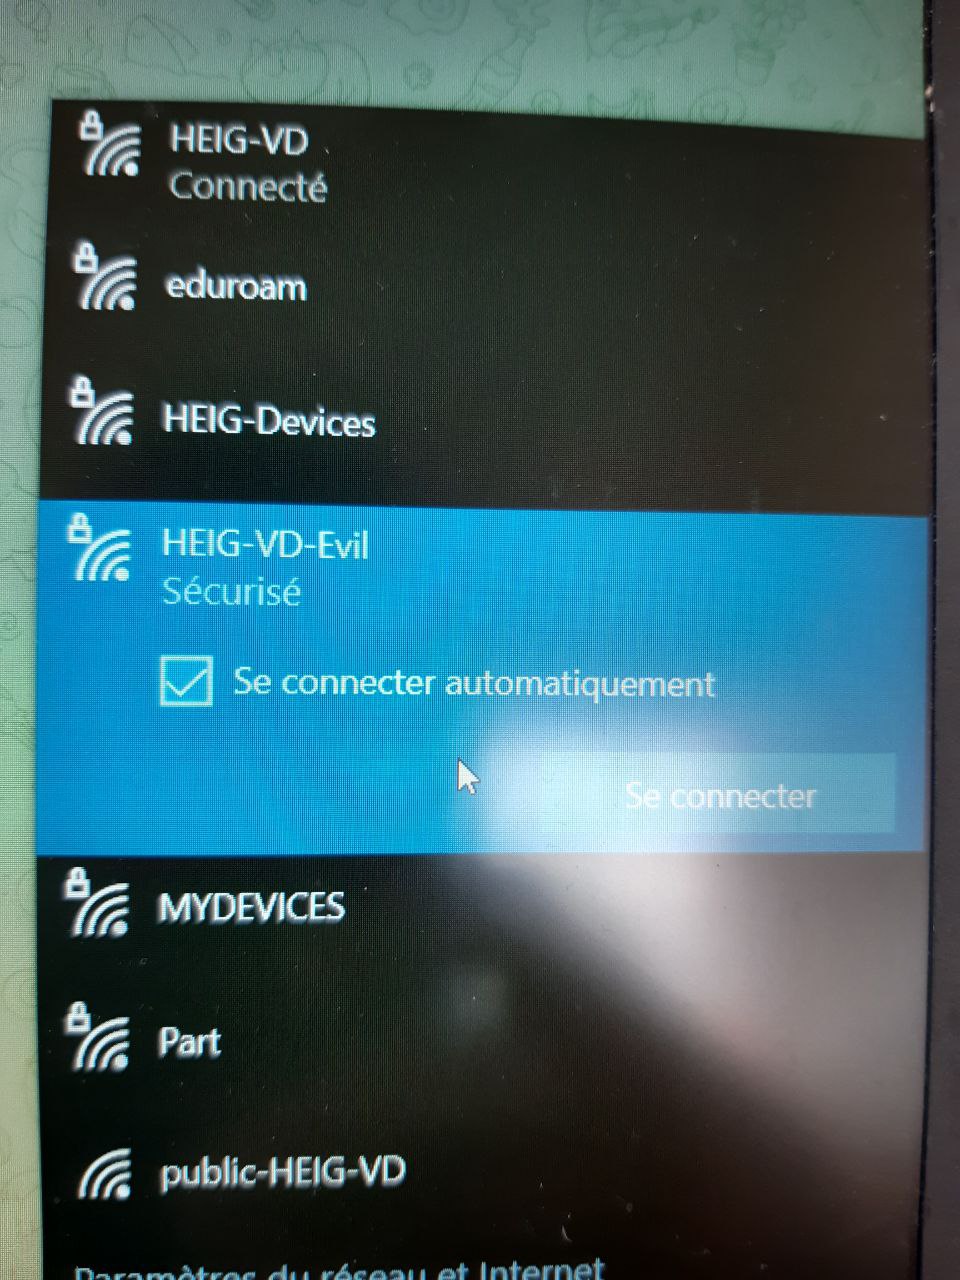 HEIG-VD
Connecté
eduroam
HEIG-Devices
HEIG-VD-Evil
Sécurisé
Se connecter automatiquement
Se connecter
MYDEVICES
Part
public-HEIG-VD
Paramètres du réseau et Internet